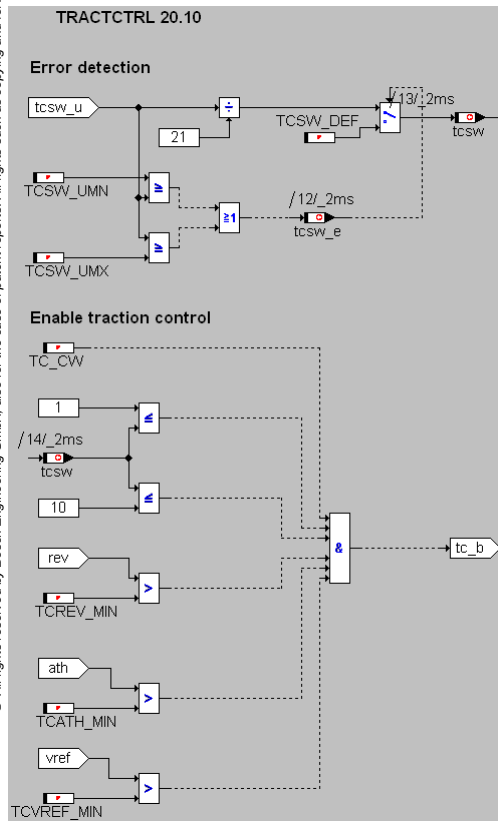 TRACTCTRL 20.10
Error detection
tcsw_u
÷
21
/13/_2ms
TCSW_DEF
tcsw
TCSW_UMN
≥
≥1
/12/_2ms
tcsw_e
≥
TCSW_UMX
Enable traction control
TC_CW
1
≤
/14/_2ms
tcsw
≤
10
&
tc_b
rev
>
TCREV_MIN
ath
>
TCATH_MIN
vref
>
TCVREF_MIN